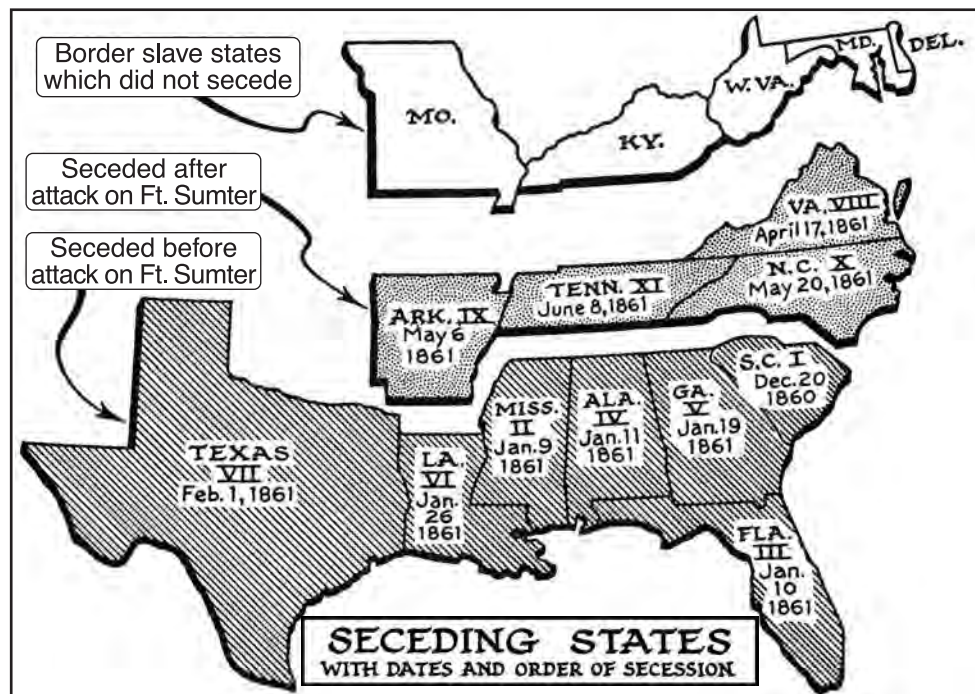 Border slave states
which did not secede
Seceded after
attack on Ft. Sumter
Seceded before
attack on Ft. Sumter
MO.
KY.
W. VA.
MD.
DEL.
VA. VIII
April 17, 1861
N.C. X
May 20, 1861
TENN. XI
June 8, 1861
ARK. IX
May 6
1861
S.C. I
Dec. 20
1860
GA.
V
Jan. 19
1861
ALA.
IV
Jan. 11
1861
MISS.
II
Jan. 9
1861
LA.
VI
Jan.
26
1861
TEXAS
VII
Feb. 1, 1861
FLA.
III
Jan.
10
1861
SECEDING STATES
WITH DATES AND ORDER OF SECESSION